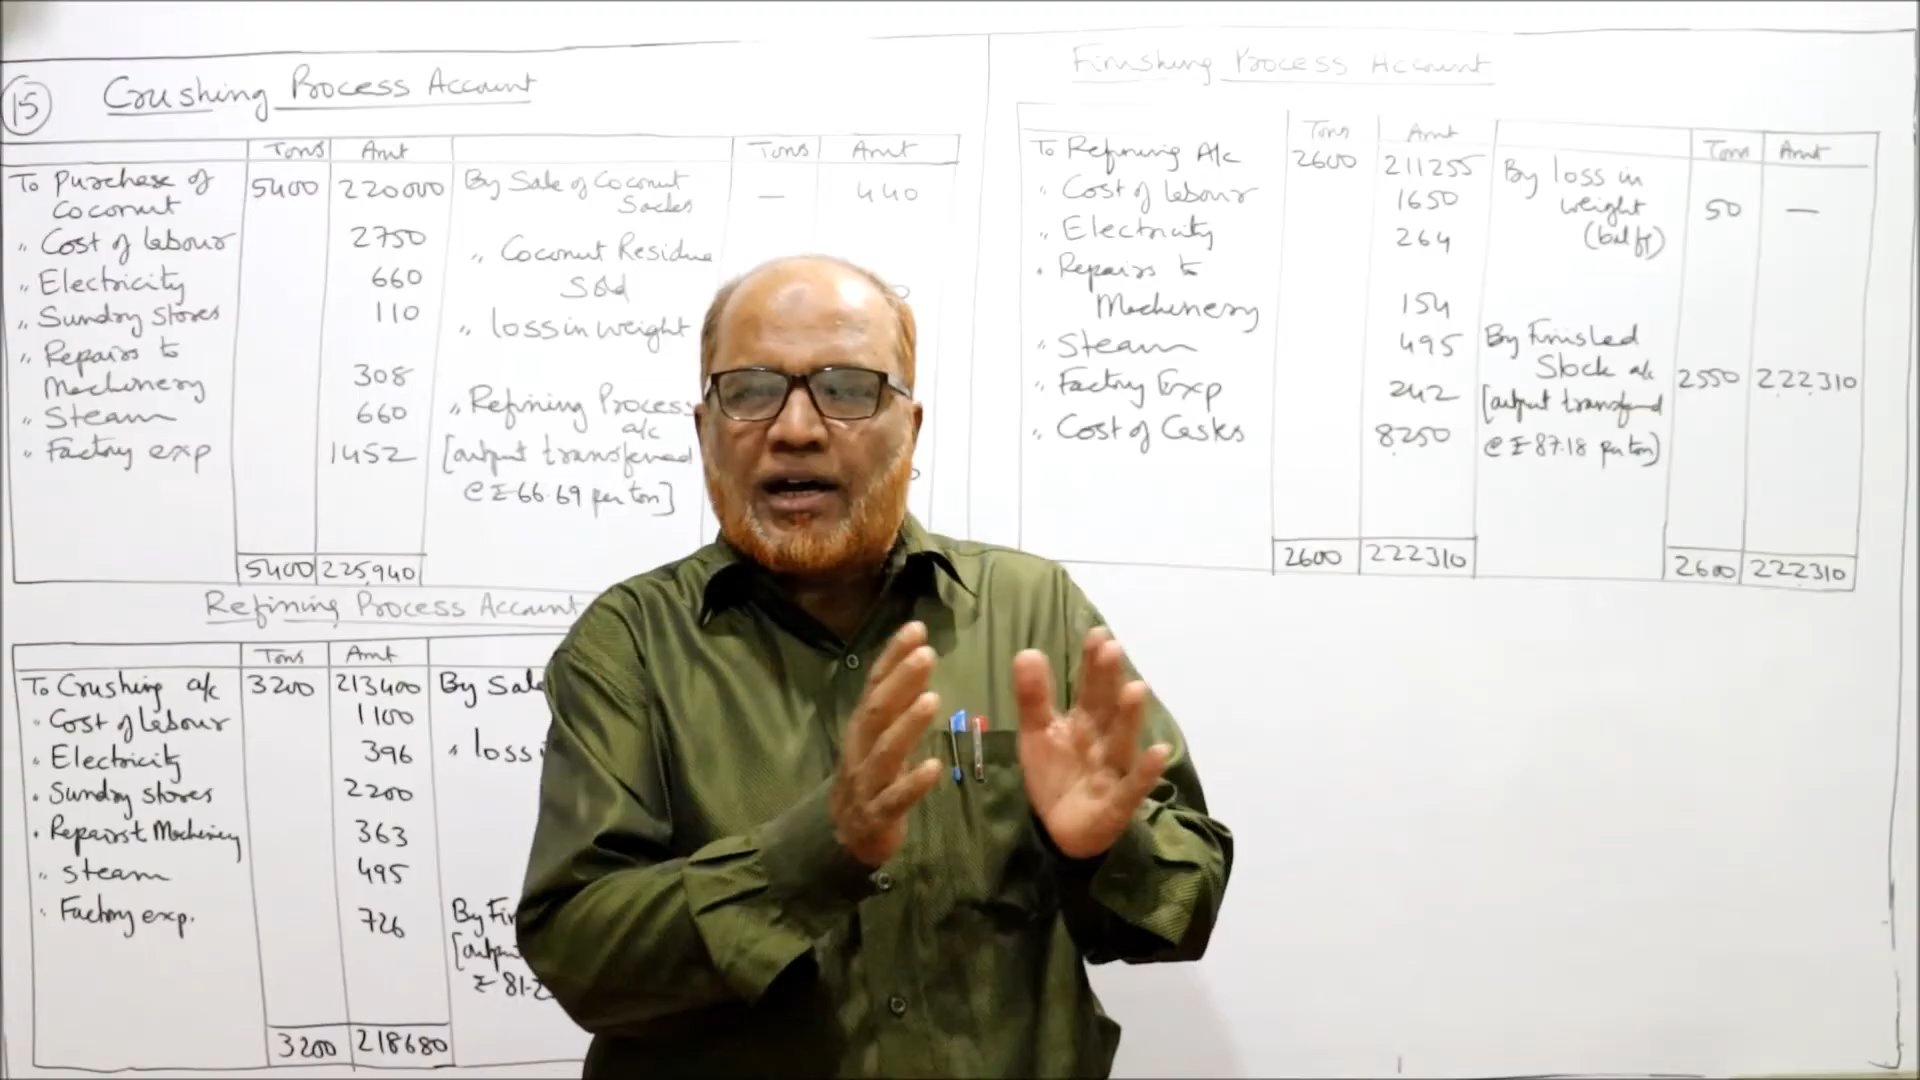 15
Crushing Process Account
Tons Amt Tons Amt
To Purchase of
Coconut 5400 220000
" Cost of labour 2750
" Electricity 660
" Sundry stores 110
" Repairs to
Machinery 308
" Steam 660
" Factory exp 1452
5400 225,940
By Sale of Coconut
Sacks — 440
" Coconut Residue
Sold
" loss in weight
" Refining Process
a/c
[output transferred
@ ₹ 66.69 per ton]
Refining Process Account
Tons Amt
To Crushing a/c 3200 213400
" Cost of labour 1100
" Electricity 396
" Sundry stores 2200
" Repairs t Machinery 363
" Steam 495
" Factory exp. 726
3200 218680
By Sale
" loss
By Fin
[outpu
₹ 81.2
Finishing Process Account
Tons Amt Tons Amt
To Refining A/c 2600 211255
" Cost of labour 1650
" Electricity 264
" Repairs to
Machinery 154
" Steam 495
" Factory Exp 242
" Cost of Casks 8250
2600 222310
By loss in
weight 50 —
(bal f)
By Finished
Stock a/c 2550 222310
[output transferred
@ ₹ 87.18 per ton]
2600 222310